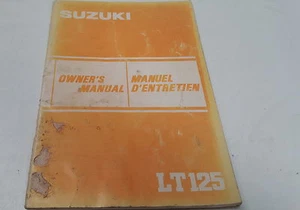 SUZUKI
OWNER'S
MANUAL
MANUEL
D'ENTRETIEN
LT125